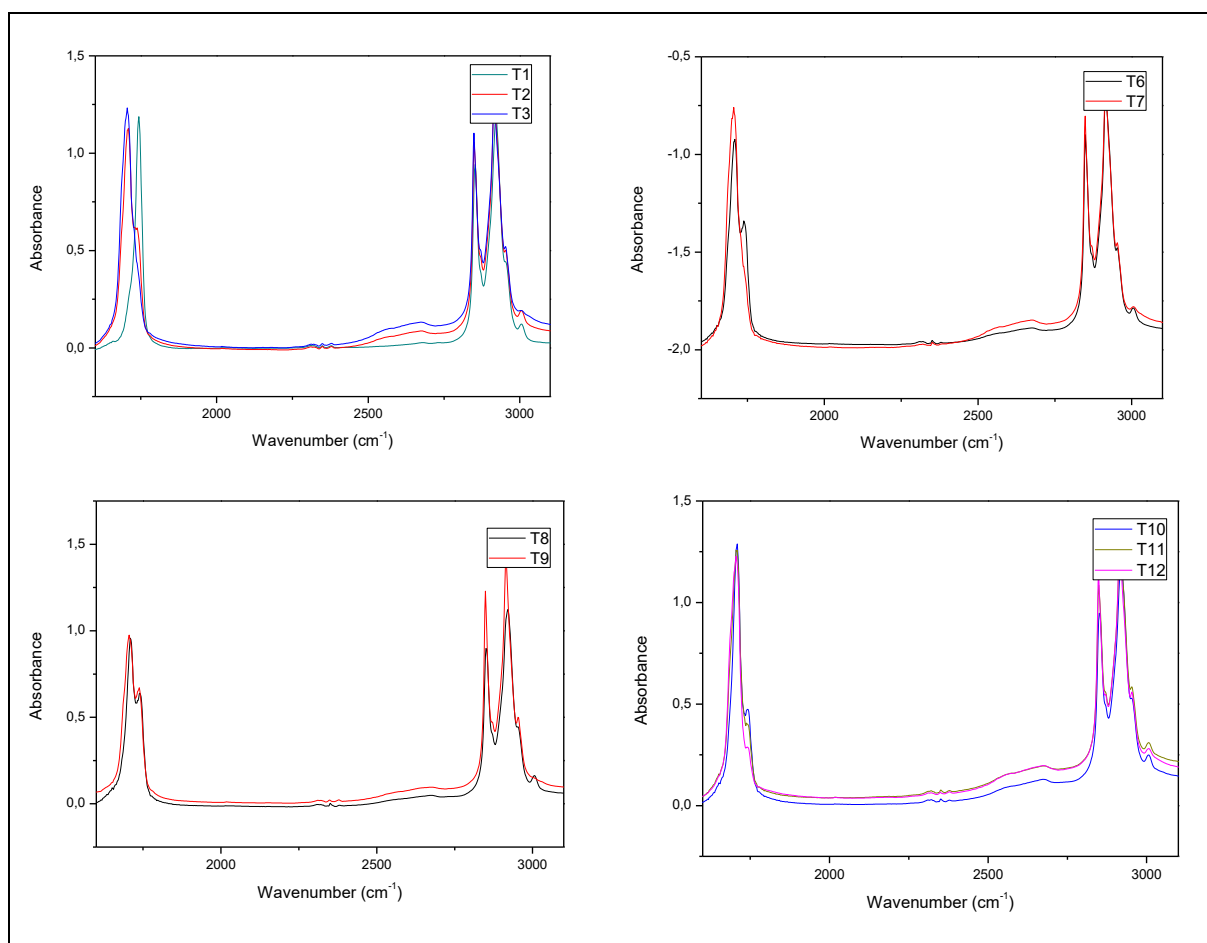 1,5
1,0
0,5
0,0
Absorbance
T1
T2
T3
2000 2500 3000
Wavenumber (cm-1)
-0,5
-1,0
-1,5
-2,0
Absorbance
T6
T7
2000 2500 3000
Wavenumber (cm-1)
1,5
1,0
0,5
0,0
Absorbance
T8
T9
2000 2500 3000
Wavenumber (cm-1)
1,5
1,0
0,5
0,0
Absorbance
T10
T11
T12
2000 2500 3000
Wavenumber (cm-1)